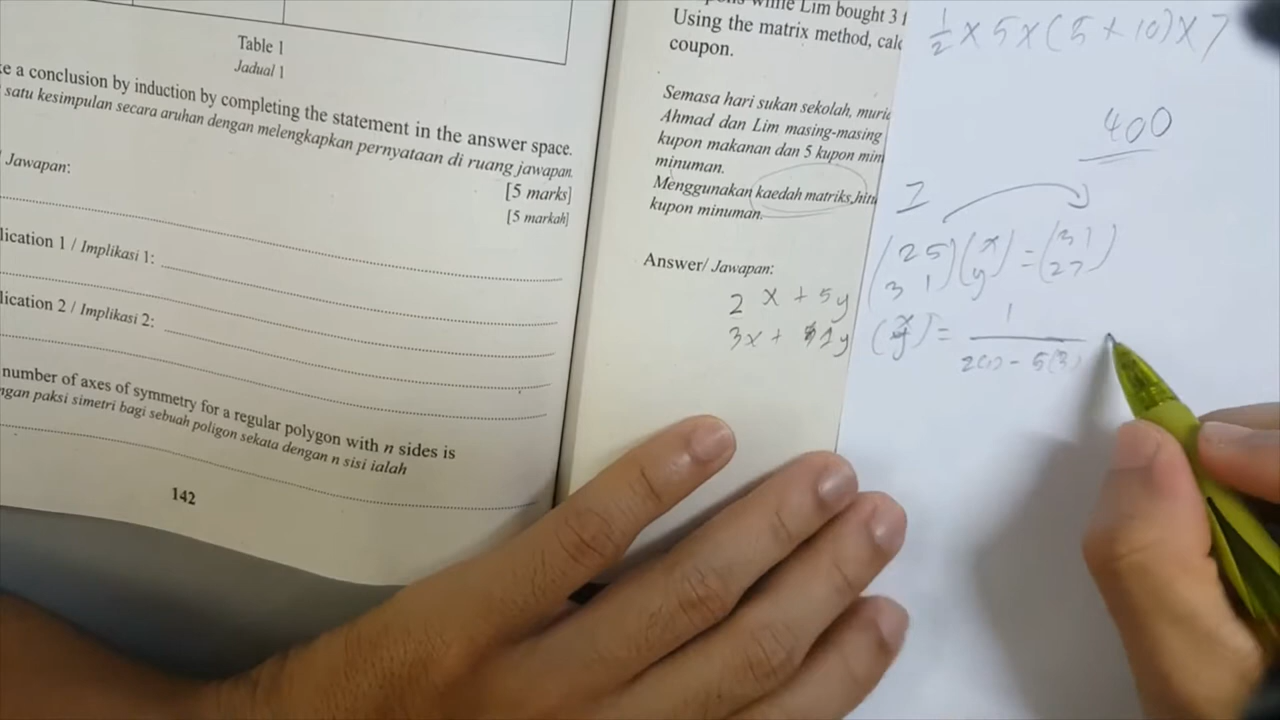 Table 1
Jadual 1
e a conclusion by induction by completing the statement in the answer space.
satu kesimpulan secara aruhan dengan melengkapkan pernyataan di ruang jawapan.
[5 marks]
[5 markah]
/ Jawapan:
lication 1 / Implikasi 1:
lication 2 / Implikasi 2:
number of axes of symmetry for a regular polygon with n sides is
ngan paksi simetri bagi sebuah poligon sekata dengan n sisi ialah
142
while Lim bought 3
Using the matrix method, calc
coupon.
Semasa hari sukan sekolah, muri
Ahmad dan Lim masing-masing
kupon makanan dan 5 kupon min
minuman.
Menggunakan kaedah matriks, hitu
kupon minuman.
Answer/ Jawapan:
2 x + 5y
3x + 1y
1/2 × 5 × (5 + 10) × 7
400
(2 5)(x) = (31)
(3 1)(y) (27)
(x) = 1
(y) 2(1) - 5(3)